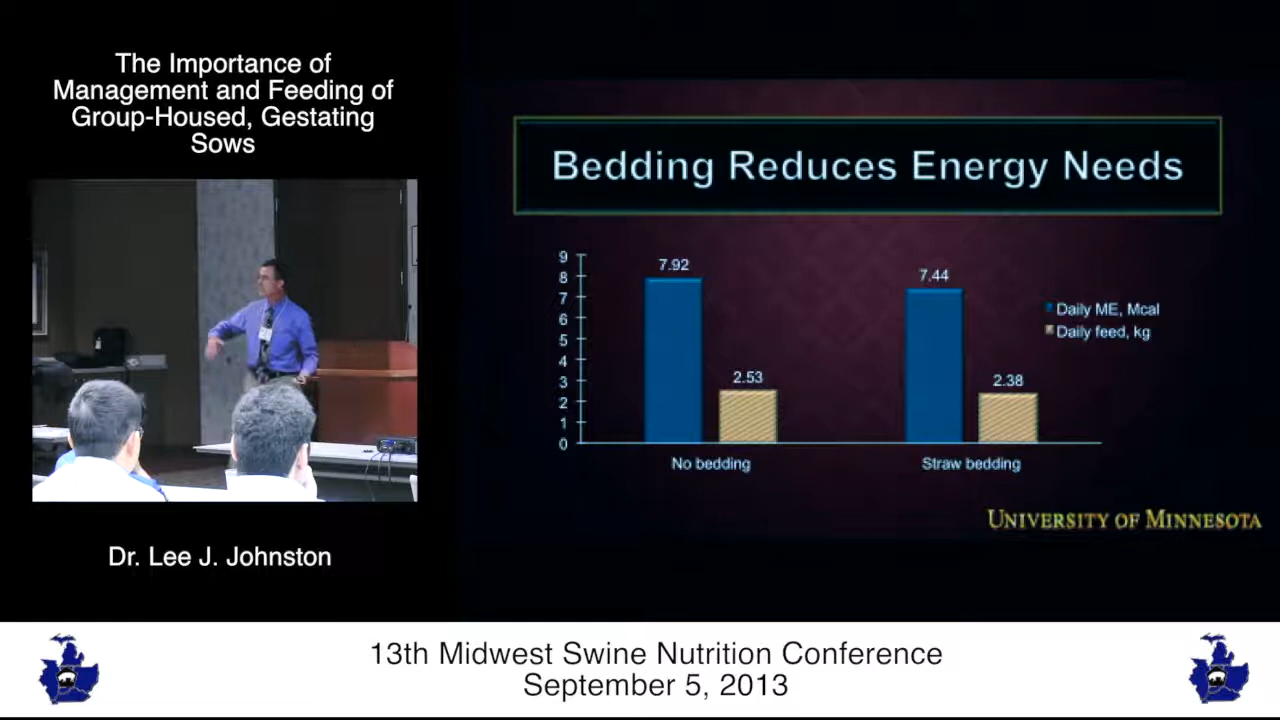 The Importance of
Management and Feeding of
Group-Housed, Gestating
Sows
Dr. Lee J. Johnston
Bedding Reduces Energy Needs
9
8
7
6
5
4
3
2
1
0
7.92
2.53
7.44
2.38
No bedding
Straw bedding
Daily ME, Mcal
Daily feed, kg
UNIVERSITY OF MINNESOTA
13th Midwest Swine Nutrition Conference
September 5, 2013